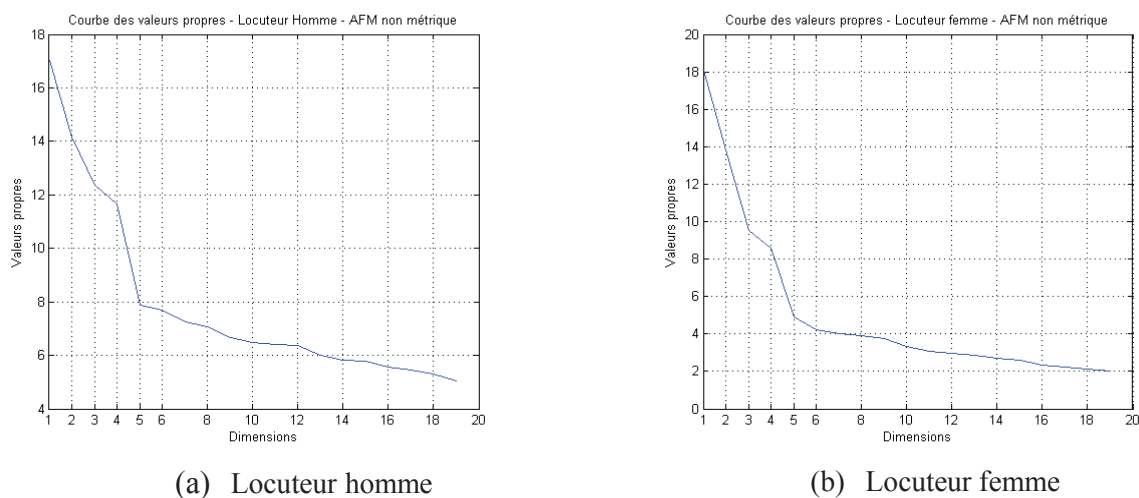 Courbe des valeurs propres - Locuteur Homme - AFM non métrique
18
16
14
12
10
8
6
4
Valeurs propres
1 2 3 4 5 6 8 10 12 14 16 18 20
Dimensions
(a) Locuteur homme
Courbe des valeurs propres - Locuteur femme - AFM non métrique
20
18
16
14
12
10
8
6
4
2
0
Valeurs propres
1 2 3 4 5 6 8 10 12 14 16 18 20
Dimensions
(b) Locuteur femme